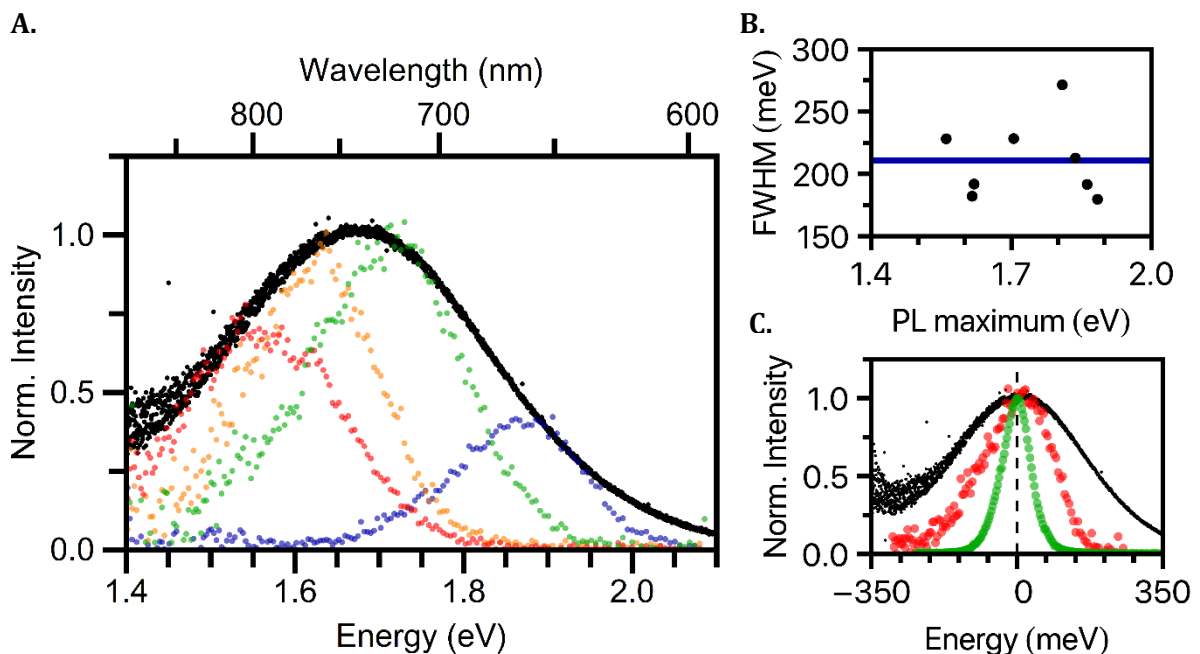 A.
Wavelength (nm)
800 700 600
Norm. Intensity
1.0
0.5
0.0
1.4 1.6 1.8 2.0
Energy (eV)
B.
FWHM (meV)
300
250
200
150
1.4 1.7 2.0
PL maximum (eV)
C.
Norm. Intensity
1.0
0.5
0.0
−350 0 350
Energy (meV)